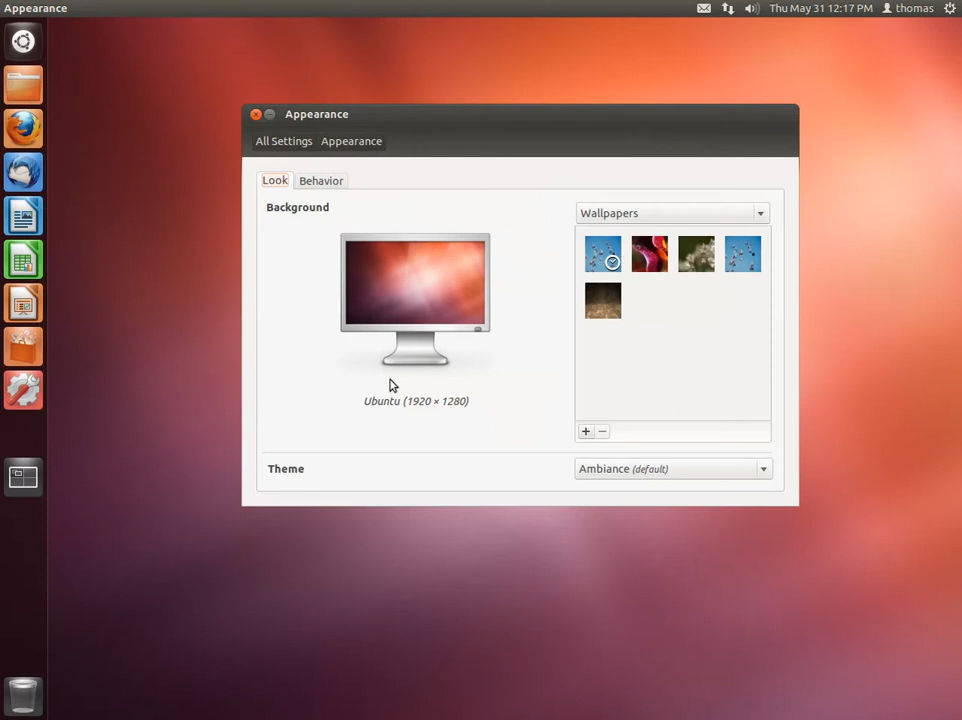 Appearance
Thu May 31 12:17 PM thomas
Appearance
All Settings Appearance
Look Behavior
Background
Wallpapers
Ubuntu (1920 × 1280)
+ −
Theme
Ambiance (default)